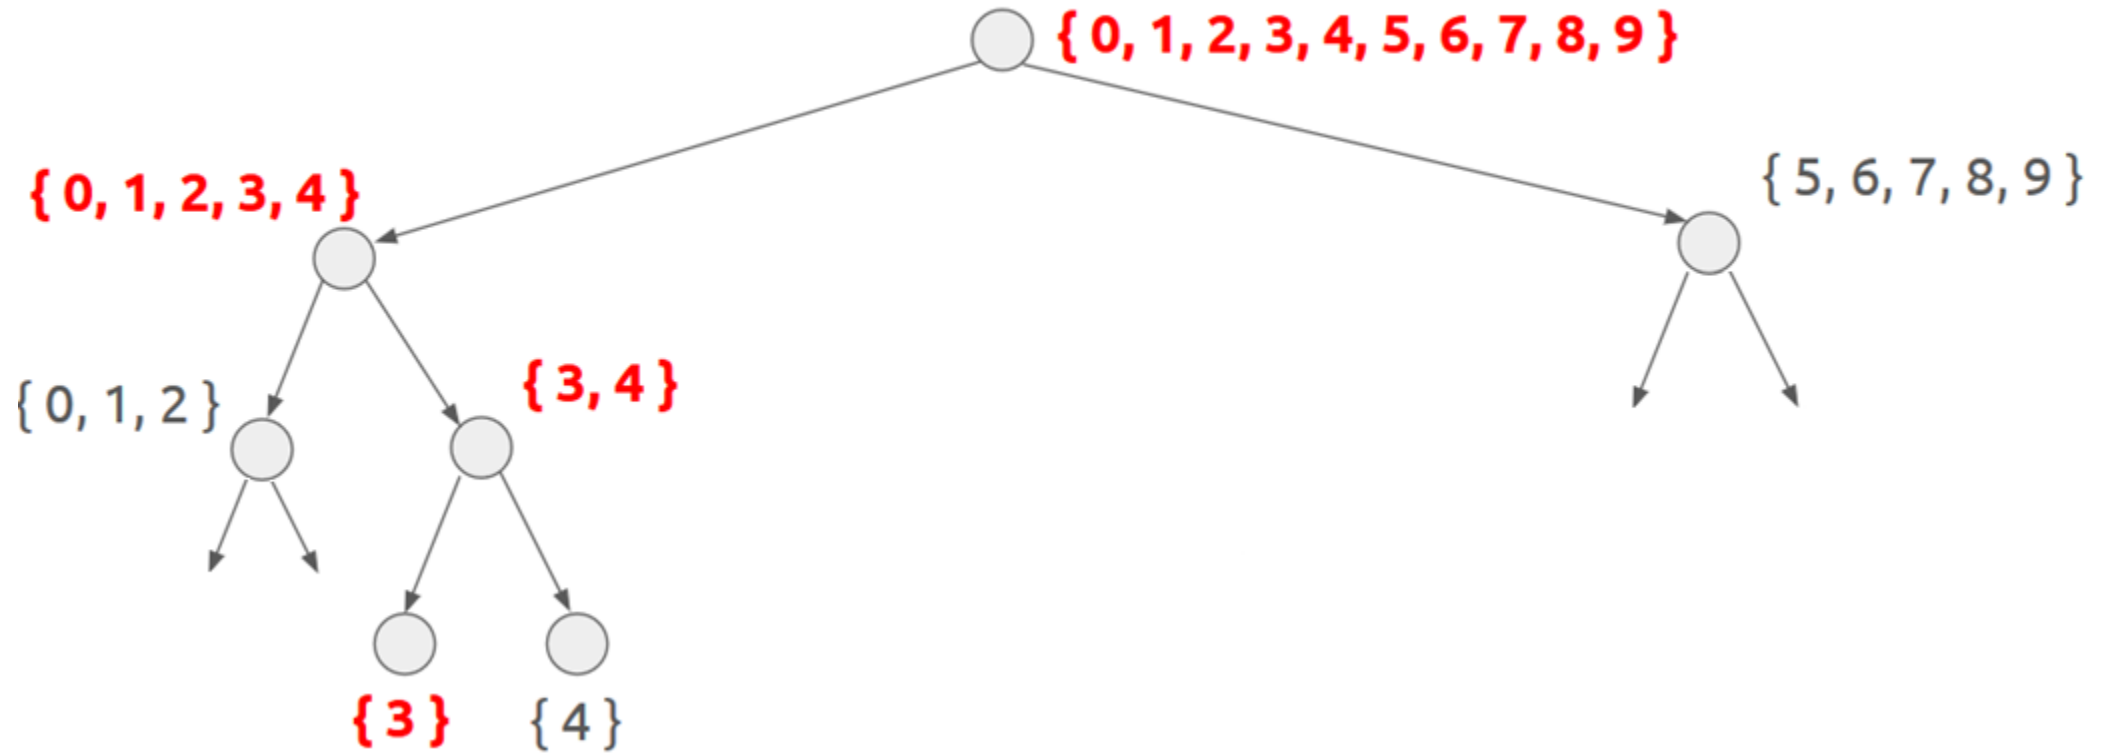 { 0, 1, 2, 3, 4, 5, 6, 7, 8, 9 }
{ 0, 1, 2, 3, 4 }
{ 5, 6, 7, 8, 9 }
{ 0, 1, 2 }
{ 3, 4 }
{ 3 }
{ 4 }